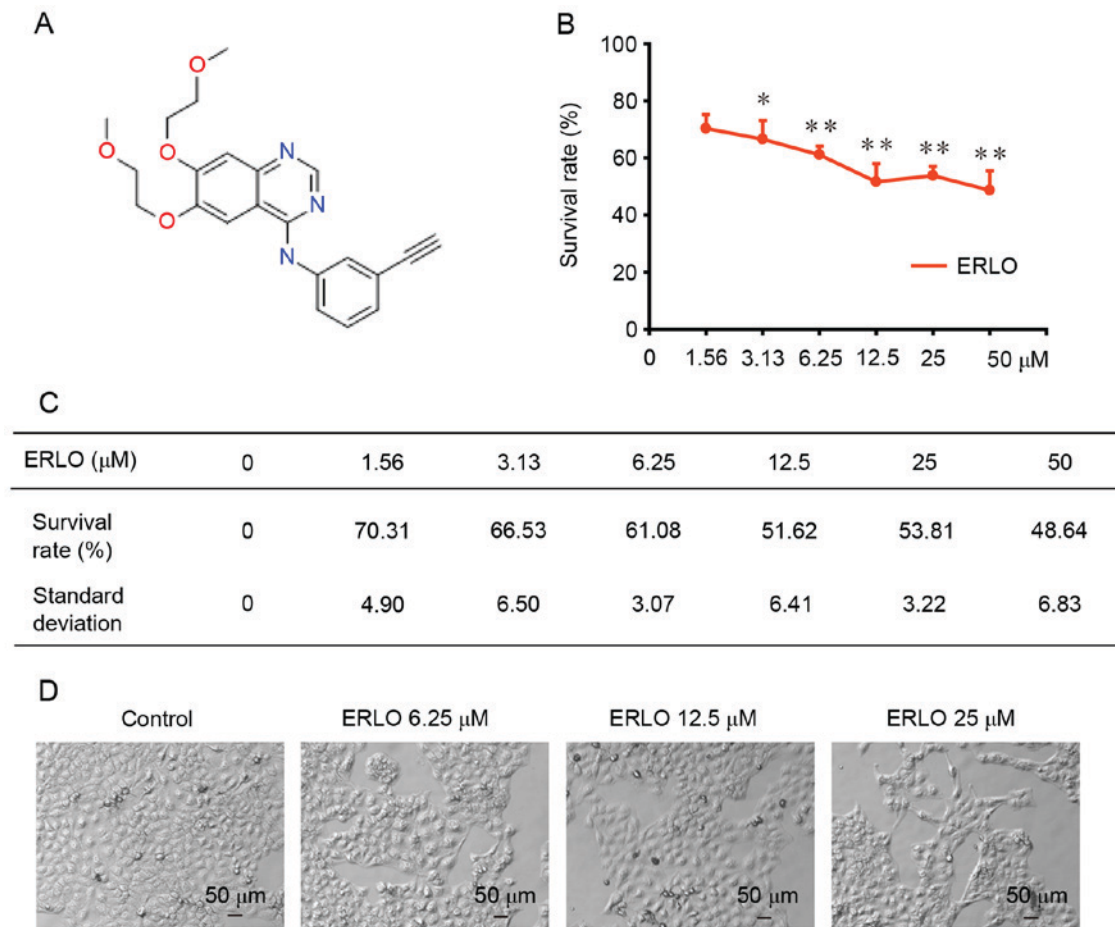 A
O
O
O
O
N
N
N
B
Survival rate (%)
100
80
60
40
20
0
*
**
**
**
**
ERLO
0 1.56 3.13 6.25 12.5 25 50 μM
C
ERLO (μM) 0 1.56 3.13 6.25 12.5 25 50
Survival
rate (%) 0 70.31 66.53 61.08 51.62 53.81 48.64
Standard
deviation 0 4.90 6.50 3.07 6.41 3.22 6.83
D
Control ERLO 6.25 μM ERLO 12.5 μM ERLO 25 μM
50 μm 50 μm 50 μm 50 μm